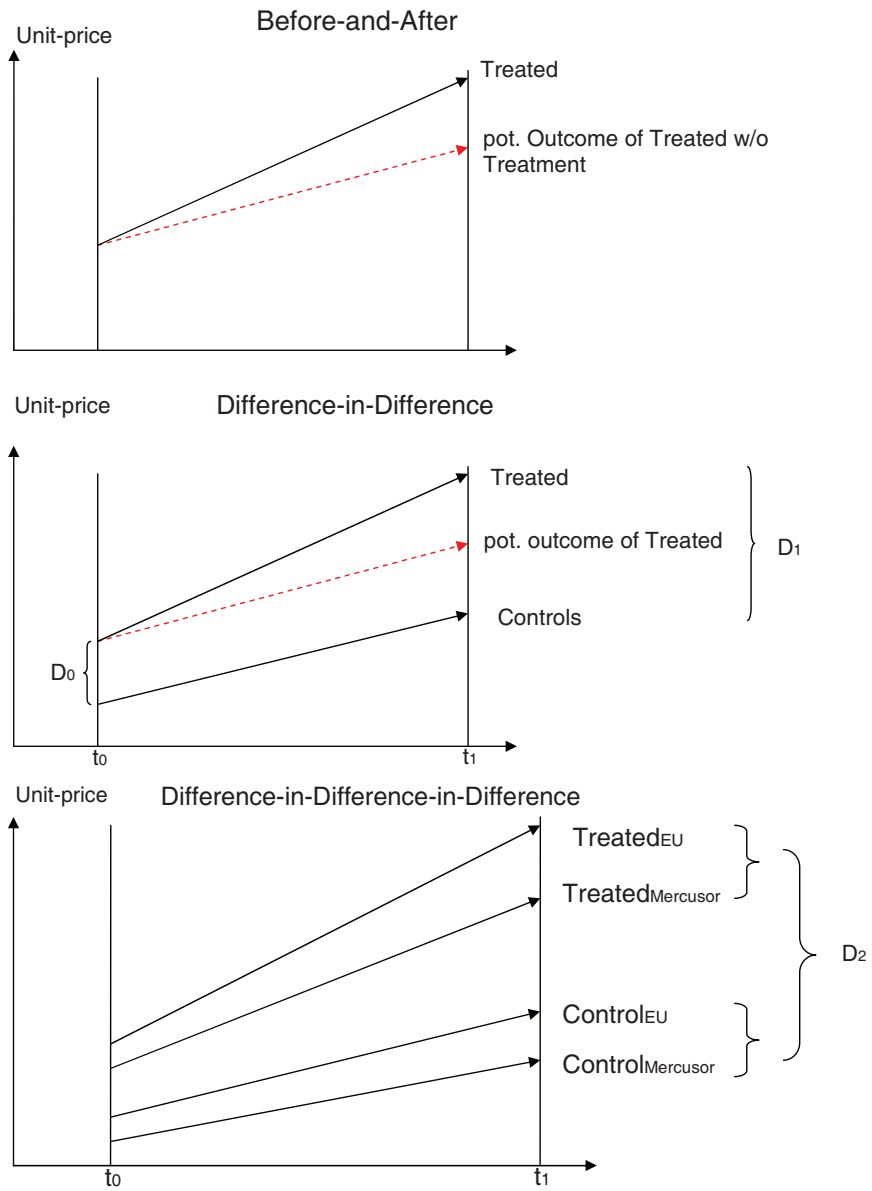 Before-and-After
Unit-price
Treated
pot. Outcome of Treated w/o
Treatment
Unit-price
Difference-in-Difference
Treated
pot. outcome of Treated
D1
Controls
D0
t0
t1
Unit-price
Difference-in-Difference-in-Difference
TreatedEU
TreatedMercusor
D2
ControlEU
ControlMercusor
t0
t1